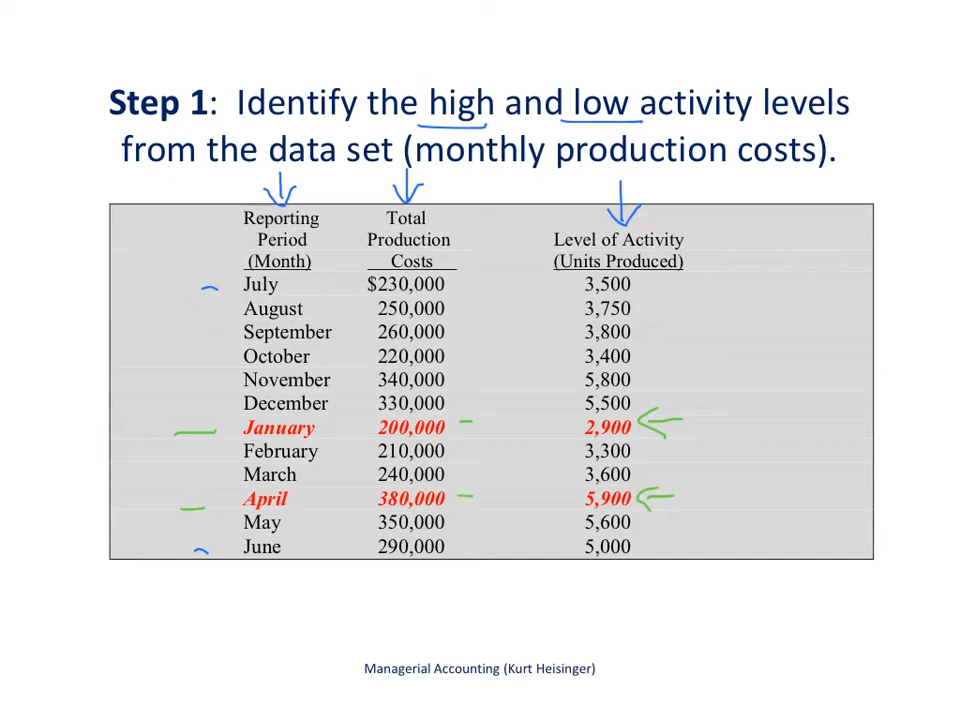 Step 1: Identify the high and low activity levels
from the data set (monthly production costs).
Reporting Total
Period Production Level of Activity
(Month) Costs (Units Produced)
July $230,000 3,500
August 250,000 3,750
September 260,000 3,800
October 220,000 3,400
November 340,000 5,800
December 330,000 5,500
January 200,000 2,900
February 210,000 3,300
March 240,000 3,600
April 380,000 5,900
May 350,000 5,600
June 290,000 5,000
Managerial Accounting (Kurt Heisinger)